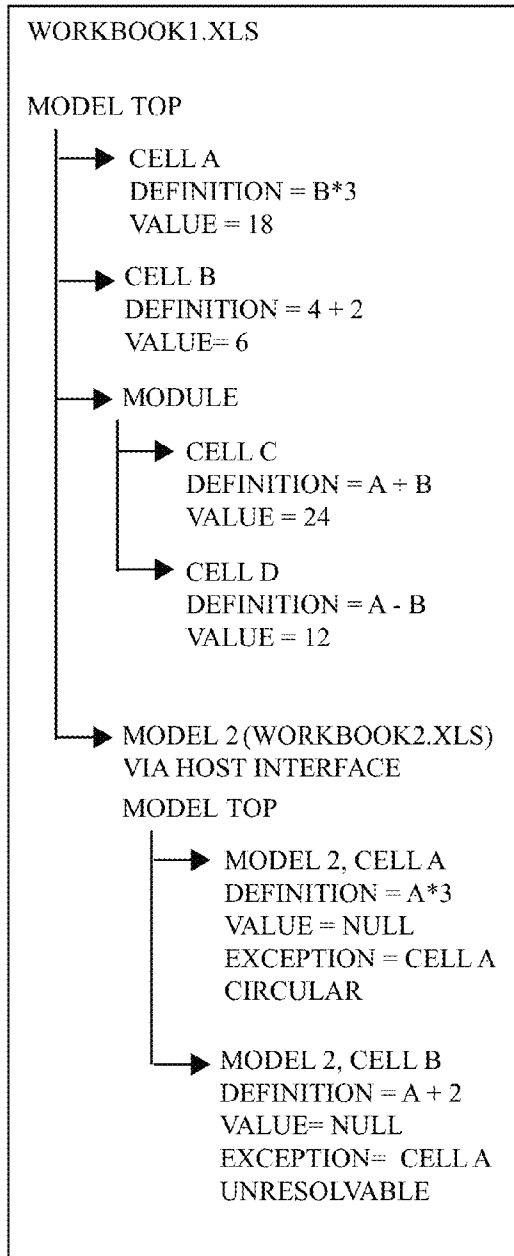 WORKBOOK1.XLS
MODEL TOP
CELL A
DEFINITION = B*3
VALUE = 18
CELL B
DEFINITION = 4 + 2
VALUE= 6
MODULE
CELL C
DEFINITION = A + B
VALUE = 24
CELL D
DEFINITION = A - B
VALUE = 12
MODEL 2 (WORKBOOK2.XLS)
VIA HOST INTERFACE
MODEL TOP
MODEL 2, CELL A
DEFINITION = A*3
VALUE = NULL
EXCEPTION = CELL A
CIRCULAR
MODEL 2, CELL B
DEFINITION = A + 2
VALUE= NULL
EXCEPTION= CELL A
UNRESOLVABLE